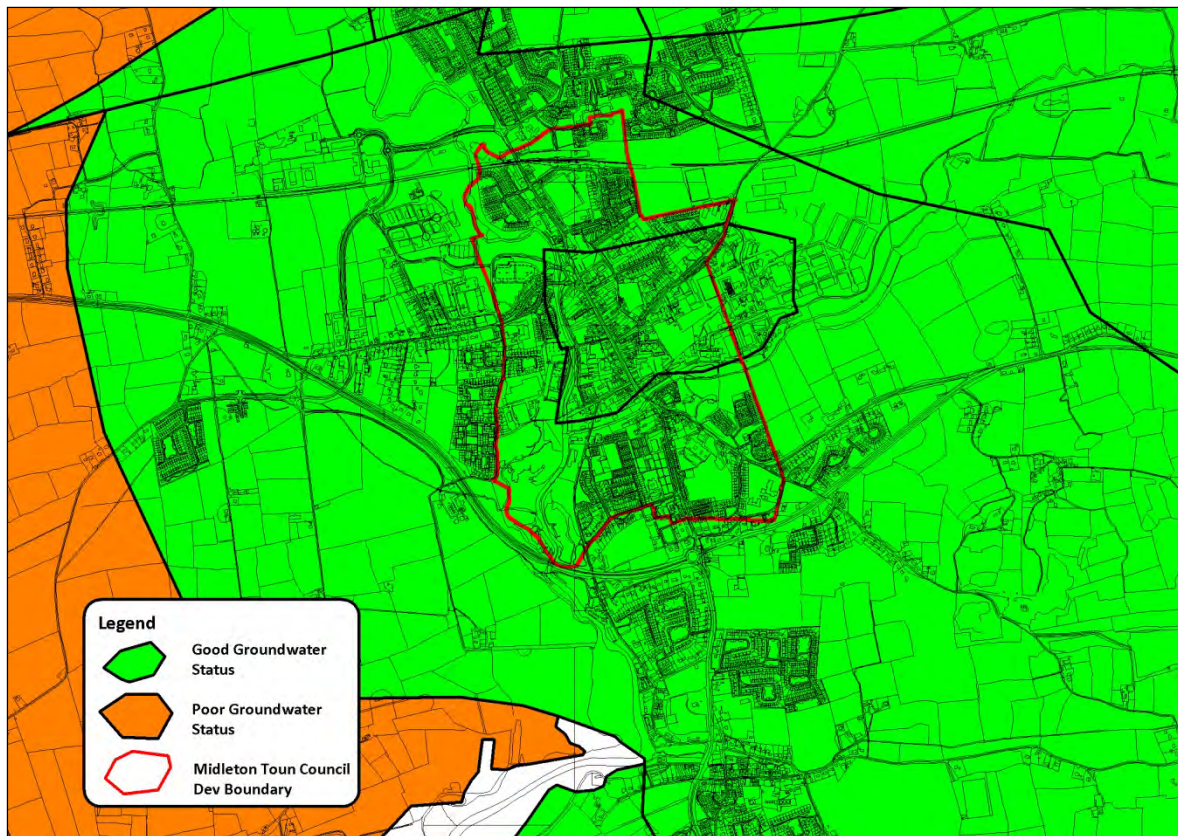 Legend
Good Groundwater
Status
Poor Groundwater
Status
Midleton Toun Council
Dev Boundary